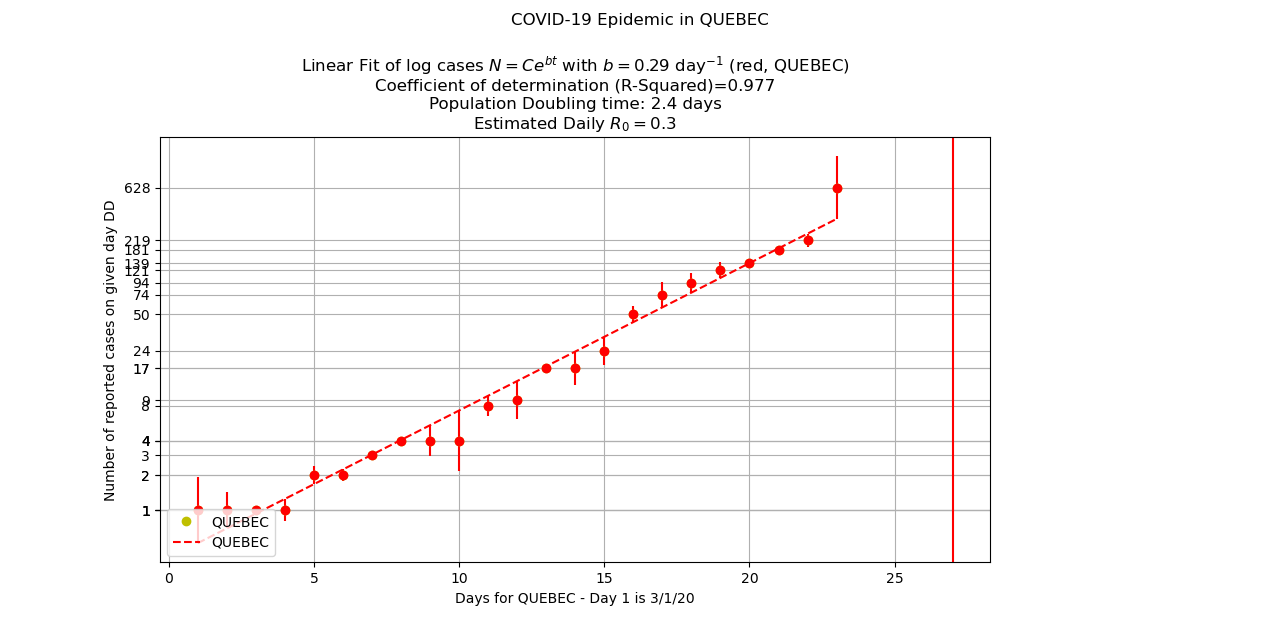 COVID-19 Epidemic in QUEBEC
Linear Fit of log cases N = Ce^{bt} with b = 0.29 day^{-1} (red, QUEBEC)
Coefficient of determination (R-Squared)=0.977
Population Doubling time: 2.4 days
Estimated Daily R_0 = 0.3
Number of reported cases on given day DD
628
219
181
139
121
94
74
50
24
17
9
8
4
3
2
1
QUEBEC
QUEBEC
0 5 10 15 20 25
Days for QUEBEC - Day 1 is 3/1/20